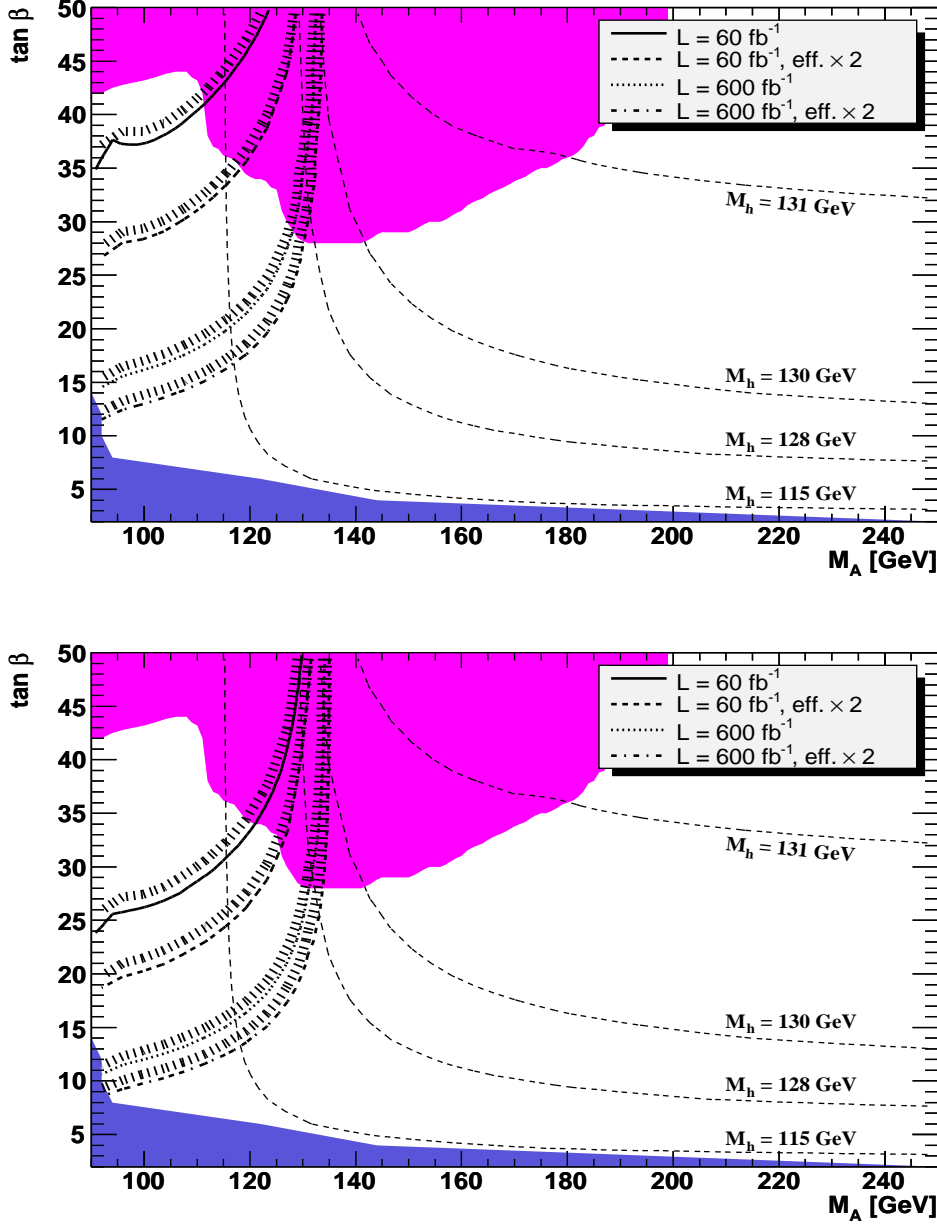 tan β
50
45
40
35
30
25
20
15
10
5
L = 60 fb⁻¹
L = 60 fb⁻¹, eff. × 2
L = 600 fb⁻¹
L = 600 fb⁻¹, eff. × 2
M_h = 131 GeV
M_h = 130 GeV
M_h = 128 GeV
M_h = 115 GeV
100 120 140 160 180 200 220 240
M_A [GeV]
tan β
50
45
40
35
30
25
20
15
10
5
L = 60 fb⁻¹
L = 60 fb⁻¹, eff. × 2
L = 600 fb⁻¹
L = 600 fb⁻¹, eff. × 2
M_h = 131 GeV
M_h = 130 GeV
M_h = 128 GeV
M_h = 115 GeV
100 120 140 160 180 200 220 240
M_A [GeV]